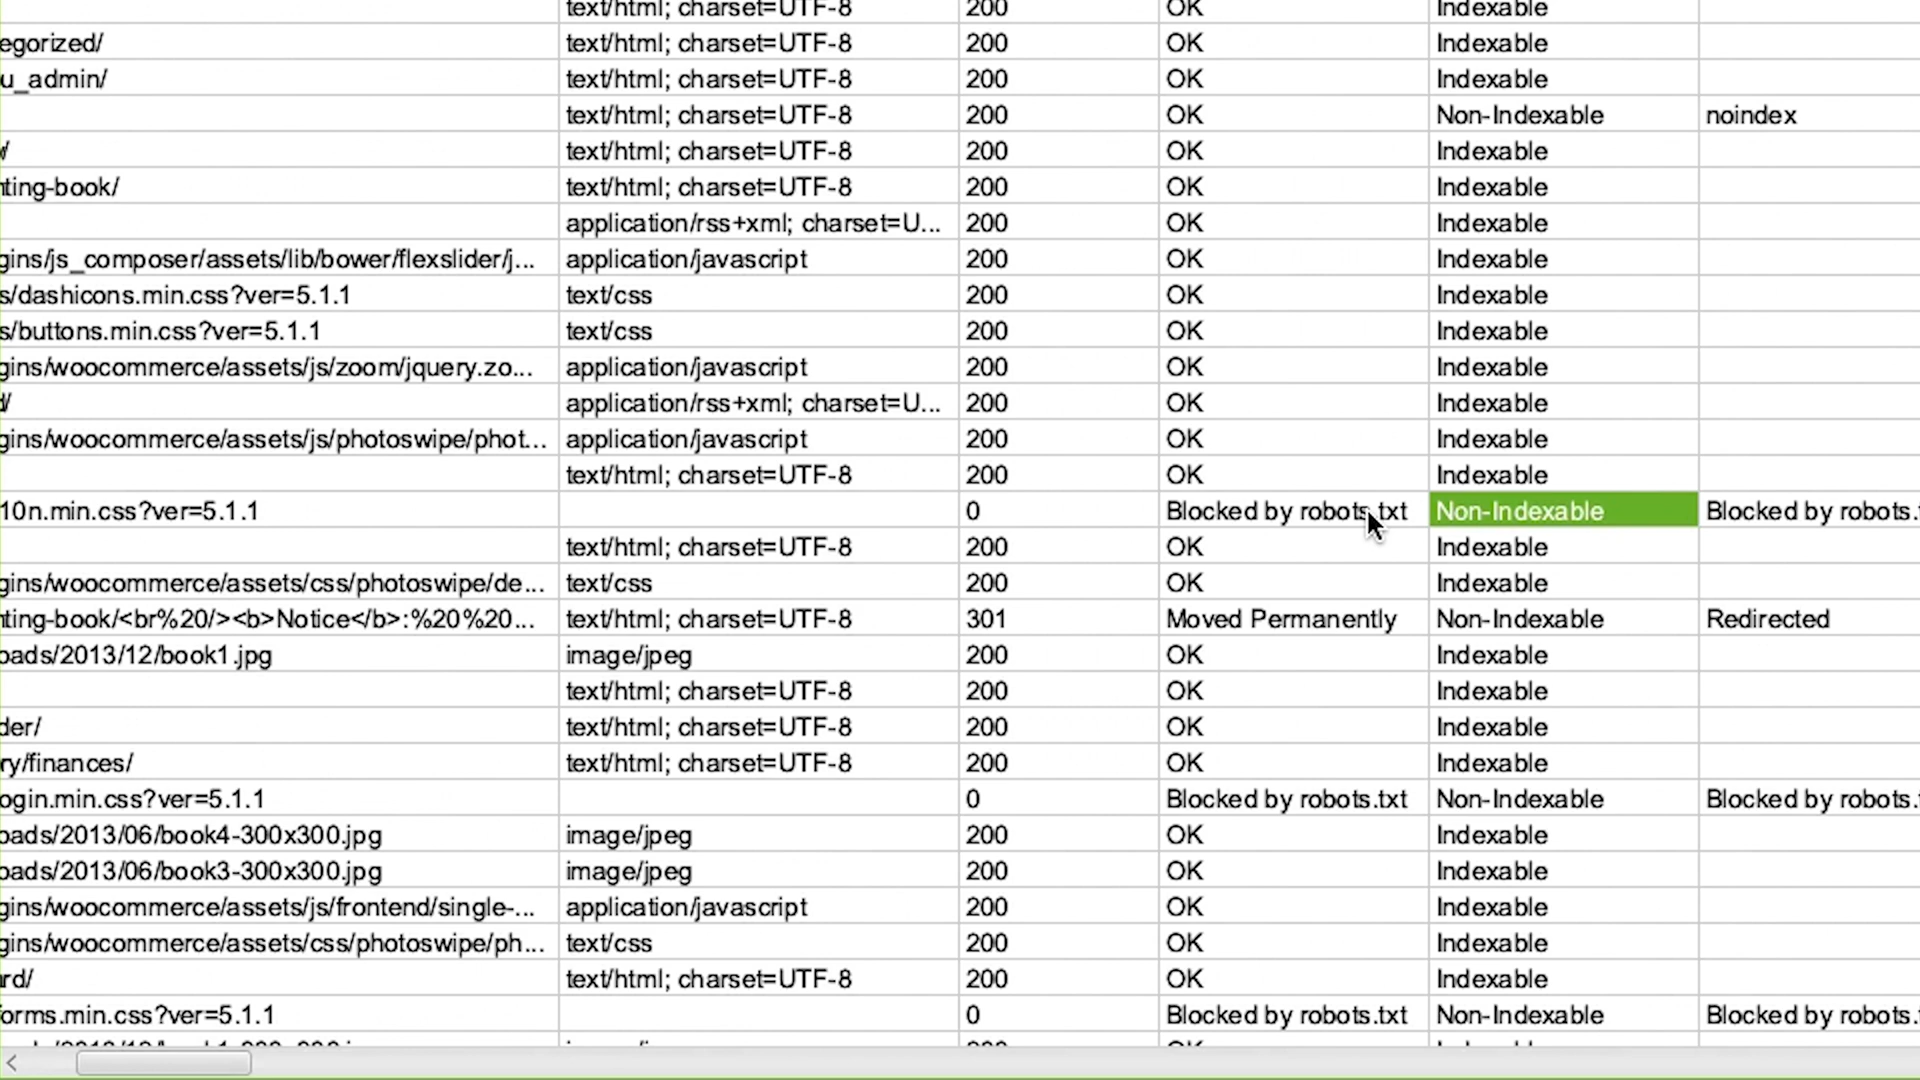 text/html; charset=UTF-8 200 OK Indexable
egorized/ text/html; charset=UTF-8 200 OK Indexable
u_admin/ text/html; charset=UTF-8 200 OK Indexable
text/html; charset=UTF-8 200 OK Non-Indexable noindex
/ text/html; charset=UTF-8 200 OK Indexable
ting-book/ text/html; charset=UTF-8 200 OK Indexable
application/rss+xml; charset=U... 200 OK Indexable
gins/js_composer/assets/lib/bower/flexslider/j... application/javascript 200 OK Indexable
s/dashicons.min.css?ver=5.1.1 text/css 200 OK Indexable
s/buttons.min.css?ver=5.1.1 text/css 200 OK Indexable
gins/woocommerce/assets/js/zoom/jquery.zo... application/javascript 200 OK Indexable
d/ application/rss+xml; charset=U... 200 OK Indexable
gins/woocommerce/assets/js/photoswipe/phot... application/javascript 200 OK Indexable
text/html; charset=UTF-8 200 OK Indexable
10n.min.css?ver=5.1.1 0 Blocked by robots.txt Non-Indexable Blocked by robots.
text/html; charset=UTF-8 200 OK Indexable
gins/woocommerce/assets/css/photoswipe/de... text/css 200 OK Indexable
ting-book/<br%20/><b>Notice</b>:%20%20... text/html; charset=UTF-8 301 Moved Permanently Non-Indexable Redirected
oads/2013/12/book1.jpg image/jpeg 200 OK Indexable
text/html; charset=UTF-8 200 OK Indexable
der/ text/html; charset=UTF-8 200 OK Indexable
ry/finances/ text/html; charset=UTF-8 200 OK Indexable
ogin.min.css?ver=5.1.1 0 Blocked by robots.txt Non-Indexable Blocked by robots.
oads/2013/06/book4-300x300.jpg image/jpeg 200 OK Indexable
oads/2013/06/book3-300x300.jpg image/jpeg 200 OK Indexable
gins/woocommerce/assets/js/frontend/single-... application/javascript 200 OK Indexable
gins/woocommerce/assets/css/photoswipe/ph... text/css 200 OK Indexable
rd/ text/html; charset=UTF-8 200 OK Indexable
orms.min.css?ver=5.1.1 0 Blocked by robots.txt Non-Indexable Blocked by robots.